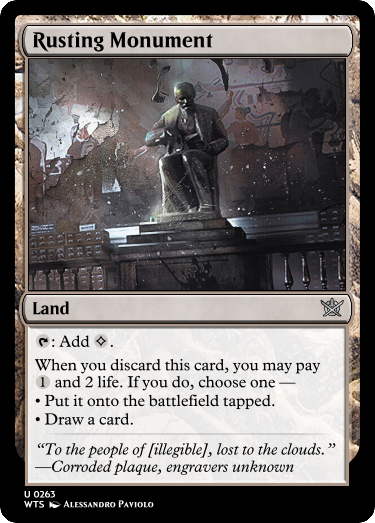 Rusting Monument
Land
: Add .
When you discard this card, you may pay
1 and 2 life. If you do, choose one —
• Put it onto the battlefield tapped.
• Draw a card.
“To the people of [illegible], lost to the clouds.”
—Corroded plaque, engravers unknown
U 0263
WTS Alessandro Paviolo